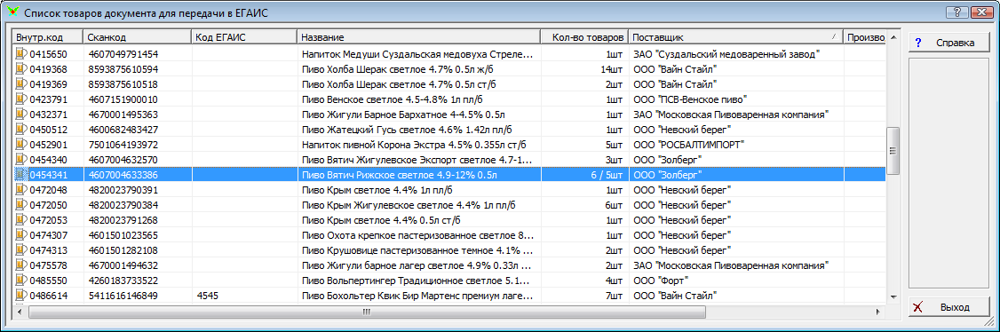 Список товаров документа для передачи в ЕГАИС
Внутр.код Сканкод Код ЕГАИС Название Кол-во товаров Поставщик Произво
0415650 4607049791454 Напиток Медуши Суздальская медовуха Стреле... 1шт ЗАО "Суздальский медоваренный завод"
0419368 8593875610594 Пиво Холба Шерак светлое 4.7% 0.5л ж/б 14шт ООО "Вайн Стайл"
0419369 8593875610518 Пиво Холба Шерак светлое 4.7% 0.5л ст/б 2шт ООО "Вайн Стайл"
0423791 4607151900010 Пиво Венское светлое 4.5-4.8% 1л пл/б 1шт ООО "ПСВ-Венское пиво"
0432371 4670001495363 Пиво Жигули Барное Бархатное 4-4.5% 0.5л 1шт ЗАО "Московская Пивоваренная компания"
0450512 4600682483427 Пиво Жатецкий Гусь светлое 4.6% 1.42л пл/б 1шт ООО "Невский берег"
0452901 7501064193972 Напиток пивной Корона Экстра 4.5% 0.355л ст/б 5шт ООО "РОСБАЛТИМПОРТ"
0454340 4607004632570 Пиво Вятич Жигулевское Экспорт светлое 4.7-1... 3шт ООО "Золберг"
0454341 4607004633386 Пиво Вятич Рижское светлое 4.9-12% 0.5л 6 / 5шт ООО "Золберг"
0472048 4820023790391 Пиво Крым светлое 4.4% 1л пл/б 1шт ООО "Невский берег"
0472050 4820023790384 Пиво Крым Жигулевское светлое 4.4% 1л пл/б 6шт ООО "Невский берег"
0472053 4820023791268 Пиво Крым светлое 4.4% 0.5л ст/б 1шт ООО "Невский берег"
0474307 4601501023565 Пиво Охота крепкое пастеризованное светлое 8... 1шт ООО "Невский берег"
0474313 4601501282108 Пиво Крушовице пастеризованное темное 4.1% ... 2шт ООО "Невский берег"
0475578 4670001494632 Пиво Жигули барное лагер светлое 4.9% 0.33л ... 2шт ЗАО "Московская Пивоваренная компания"
0485550 4260183733522 Пиво Вольпертингер Традиционное светлое 5.1... 4шт ООО "Форт"
0486614 5411616146849 4545 Пиво Бохольтер Квик Бир Мартенс премиум лаге... 7шт ООО "Вайн Стайл"
? Справка
Выход